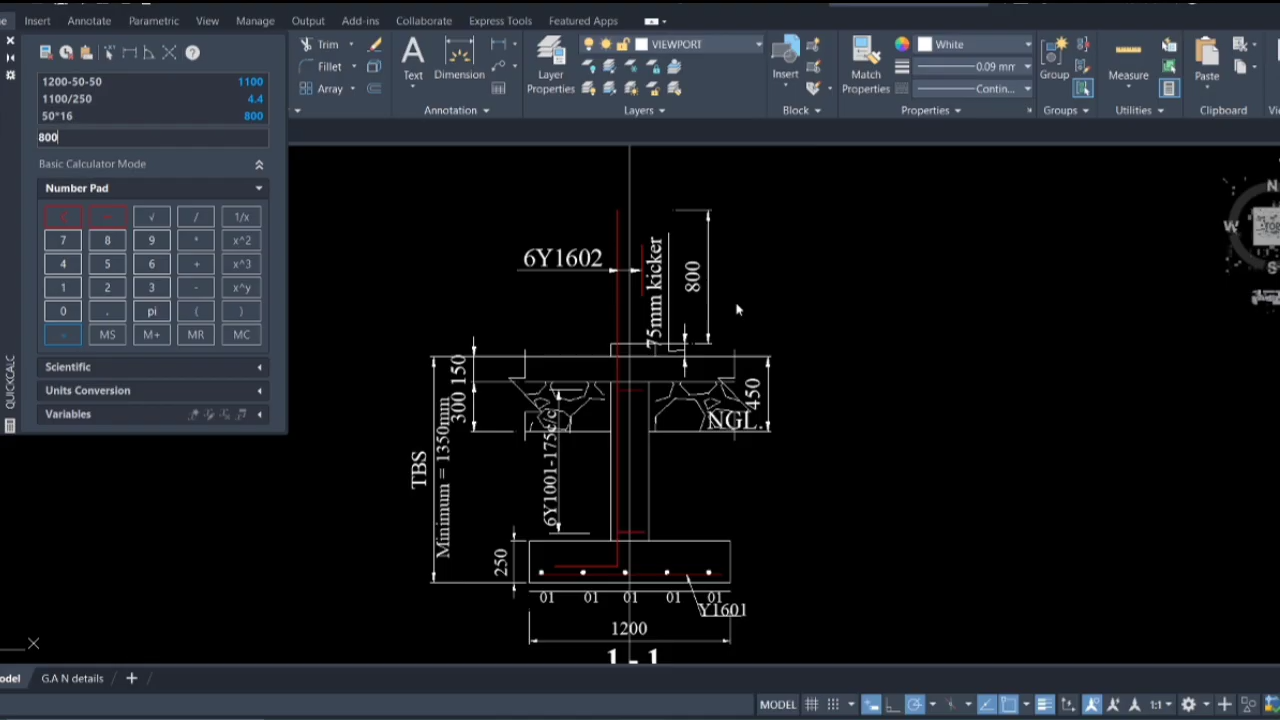 Insert Annotate Parametric View Manage Output Add-ins Collaborate Express Tools Featured Apps
Trim
Fillet
Array
Text
Dimension
Annotation
Layer
Properties
VIEWPORT
Layers
Insert
Block
Match
Properties
White
0.09 mm
Contin...
Properties
Group
Groups
Measure
Utilities
Paste
Clipboard
1200-50-50 1100
1100/250 4.4
50*16 800
800
Basic Calculator Mode
Number Pad
√ / 1/x
7 8 9 * x^2
4 5 6 + x^3
1 2 3 - x^y
0 . pi ( )
= MS M+ MR MC
Scientific
Units Conversion
Variables
QUICKCALC
6Y1602
75mm kicker
800
150
300
450
NGL.
6Y1001-175c/c
TBS
Minimum = 1350mm
250
01 01 01 01 01
Y1601
1200
1 - 1
N
W
S
X
odel G.A N details +
MODEL
1:1